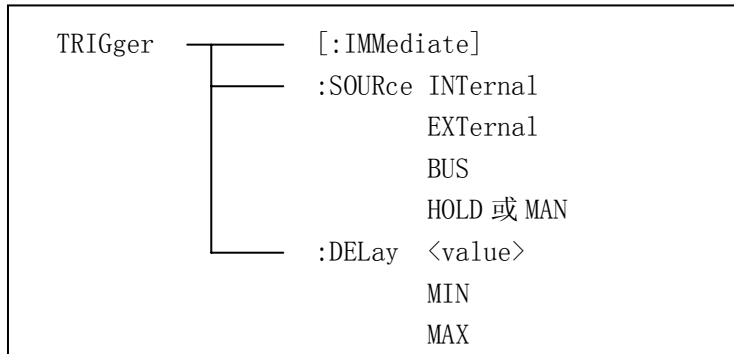 TRIGger [:IMMediate]
:SOURce INTernal
EXTernal
BUS
HOLD 或 MAN
:DELay <value>
MIN
MAX